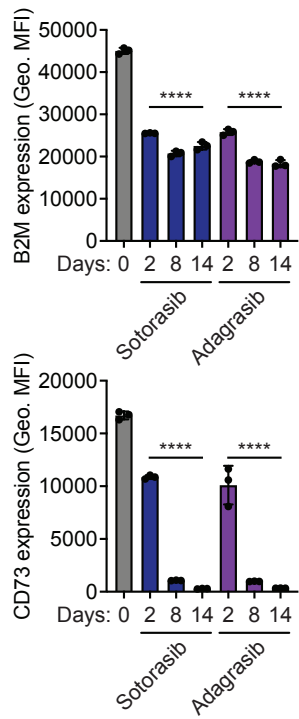 B2M expression (Geo. MFI)
50000
40000
30000
20000
10000
0
**** ****
Days: 0 2 8 14 2 8 14
Sotorasib Adagrasib
CD73 expression (Geo. MFI)
20000
15000
10000
5000
0
**** ****
Days: 0 2 8 14 2 8 14
Sotorasib Adagrasib